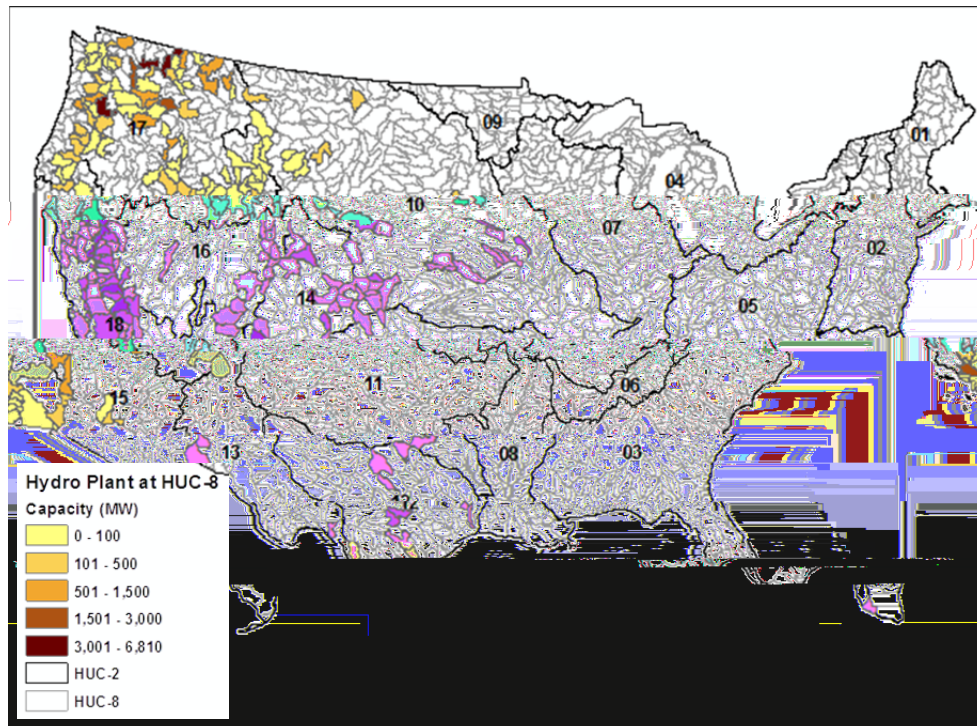 09
01
17
04
10
07
16
02
14
05
18
11
06
15
13
08
03
12
Hydro Plant at HUC-8
Capacity (MW)
0 - 100
101 - 500
501 - 1,500
1,501 - 3,000
3,001 - 6,810
HUC-2
HUC-8